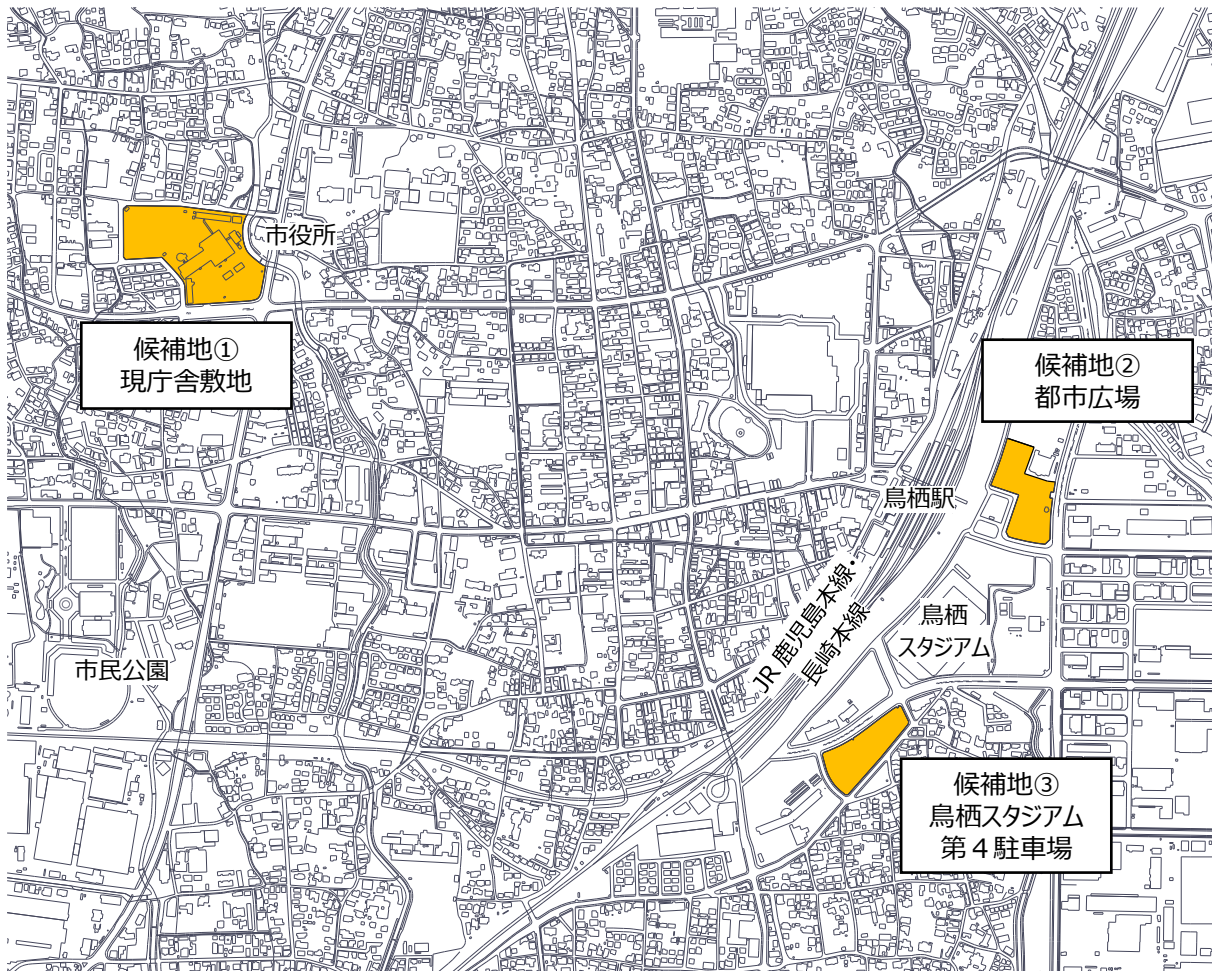 市役所
候補地①
現庁舎敷地
候補地②
都市広場
鳥栖駅
JR 鹿児島本線・
長崎本線
鳥栖
スタジアム
市民公園
候補地③
鳥栖スタジアム
第４駐車場